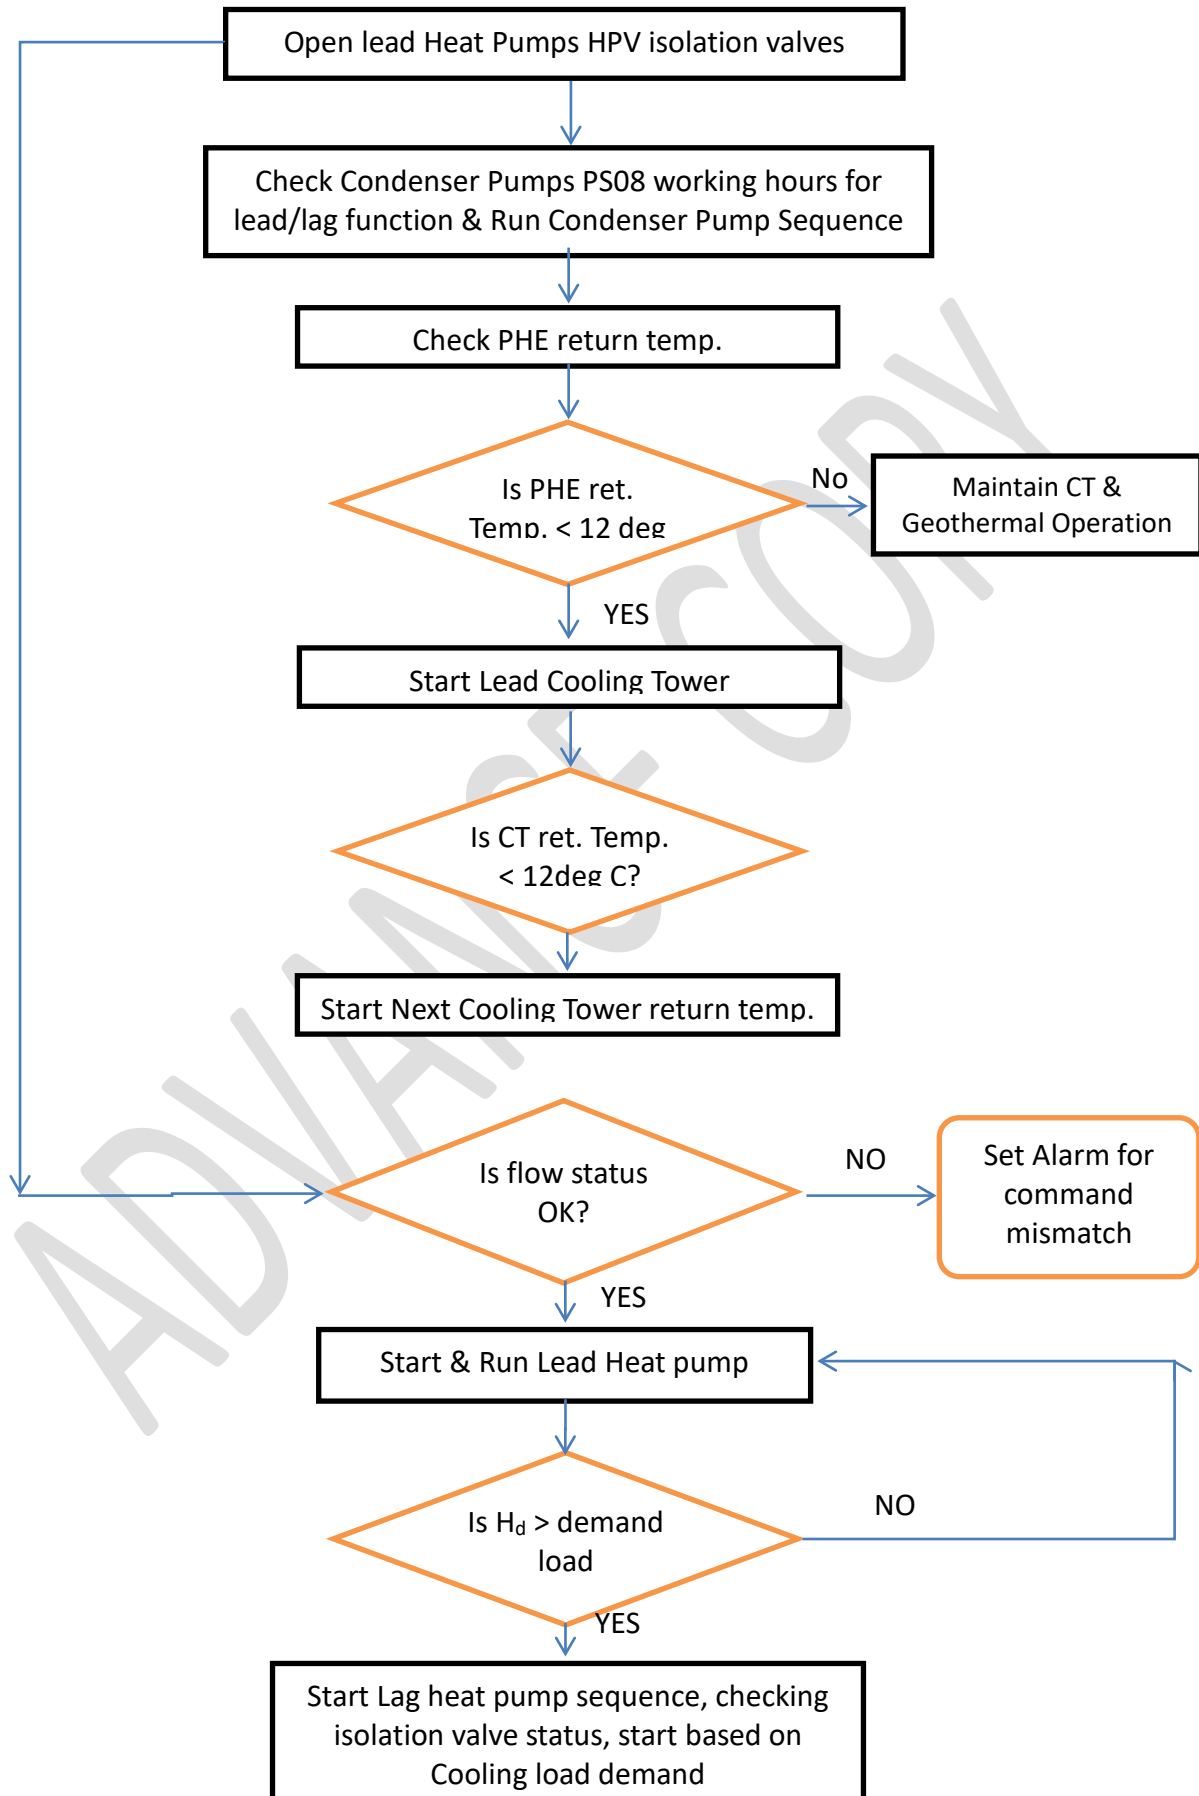 Open lead Heat Pumps HPV isolation valves
Check Condenser Pumps PS08 working hours for
lead/lag function & Run Condenser Pump Sequence
Check PHE return temp.
Is PHE ret.
Temp. < 12 deg
No
Maintain CT &
Geothermal Operation
YES
Start Lead Cooling Tower
Is CT ret. Temp.
< 12deg C?
Start Next Cooling Tower return temp.
Is flow status
OK?
NO
Set Alarm for
command
mismatch
YES
Start & Run Lead Heat pump
Is Hd > demand
load
NO
YES
Start Lag heat pump sequence, checking
isolation valve status, start based on
Cooling load demand
ADVANCE COPY